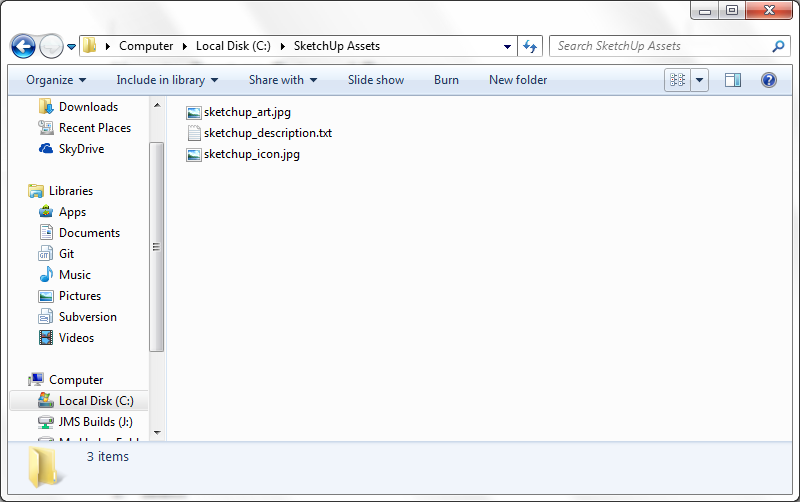 Computer Local Disk (C:) SketchUp Assets
Search SketchUp Assets
Organize Include in library Share with Slide show Burn New folder
Downloads
Recent Places
SkyDrive
Libraries
Apps
Documents
Git
Music
Pictures
Subversion
Videos
Computer
Local Disk (C:)
JMS Builds (J:)
sketchup_art.jpg
sketchup_description.txt
sketchup_icon.jpg
3 items